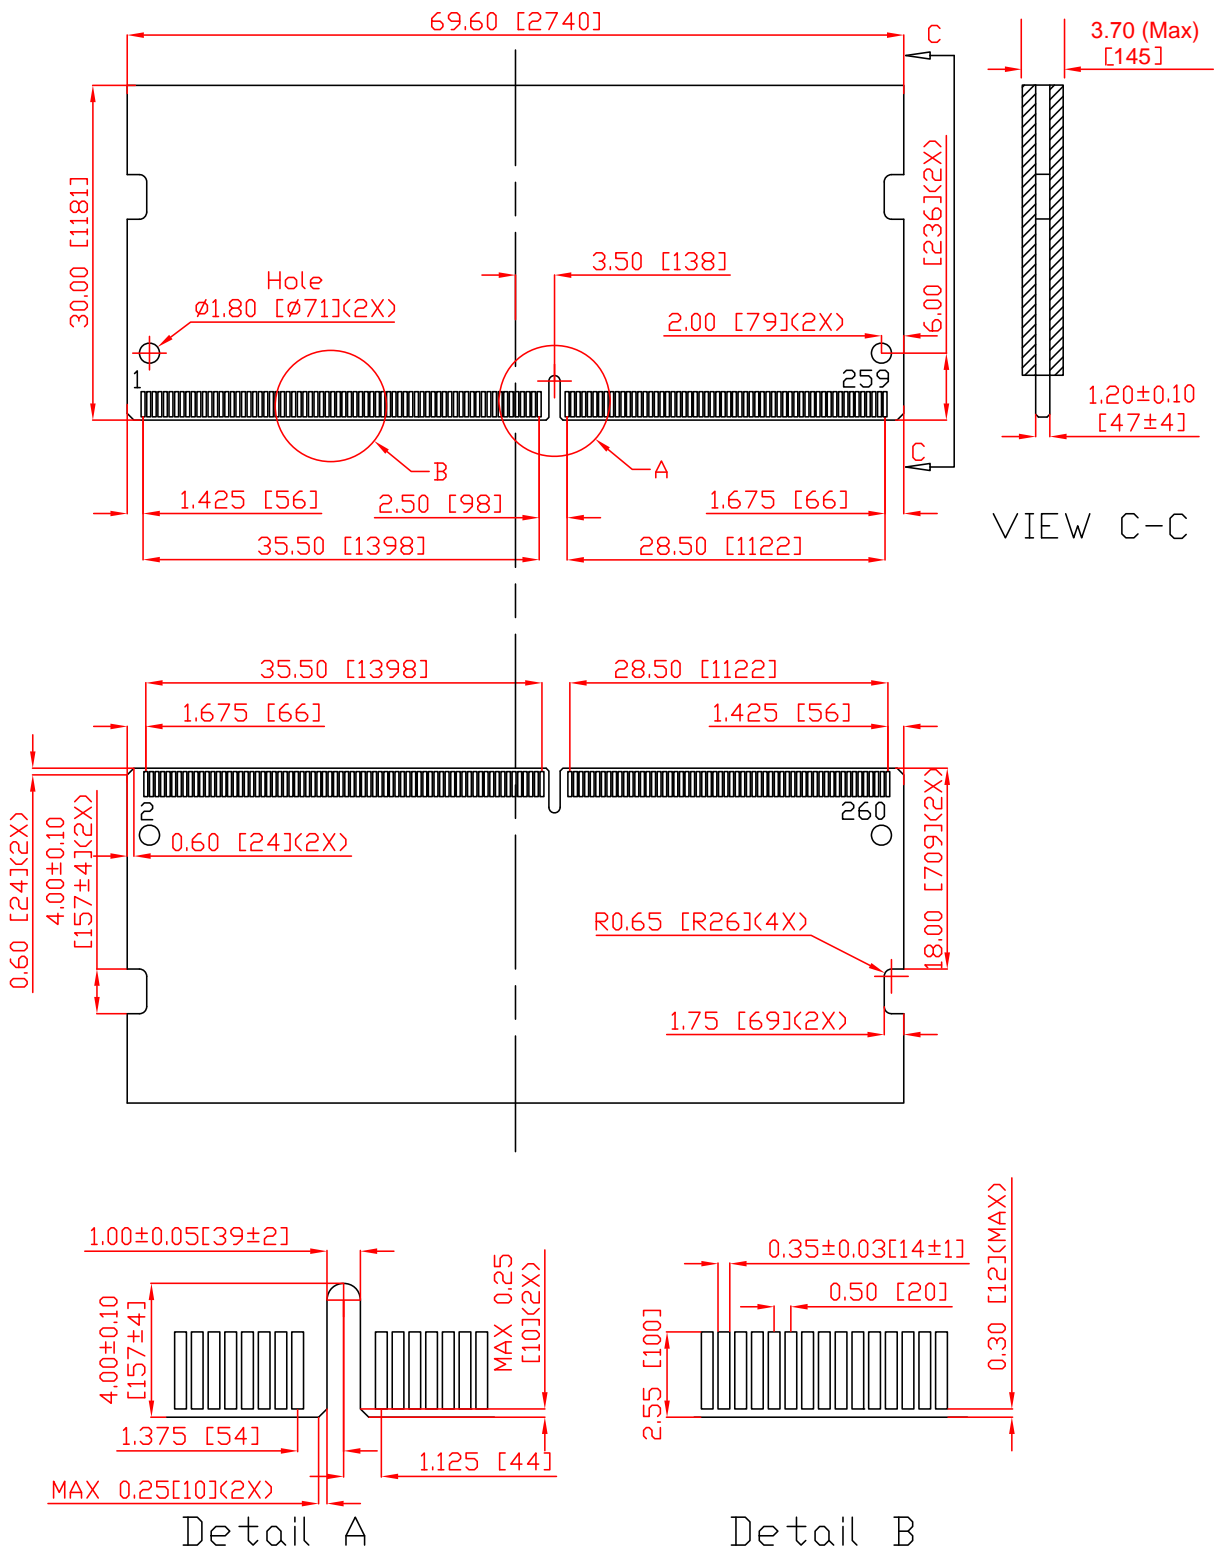 69.60 [2740]
C
3.70 (Max)
[145]
30.00 [1181]
6.00 [236](2X)
3.50 [138]
Hole
Ø1.80 [Ø71](2X)
2.00 [79](2X)
1
259
1.20±0.10
[47±4]
B
A
C
1.425 [56]
2.50 [98]
1.675 [66]
VIEW C-C
35.50 [1398]
28.50 [1122]
35.50 [1398]
28.50 [1122]
1.675 [66]
1.425 [56]
2
260
0.60 [24](2X)
0.60 [24](2X)
4.00±0.10
[157±4](2X)
18.00 [709](2X)
R0.65 [R26](4X)
1.75 [69](2X)
1.00±0.05[39±2]
4.00±0.10
[157±4]
MAX 0.25
[10](2X)
1.375 [54]
1.125 [44]
MAX 0.25[10](2X)
Detail A
0.35±0.03[14±1]
0.50 [20]
0.30 [12](MAX)
2.55 [100]
Detail B